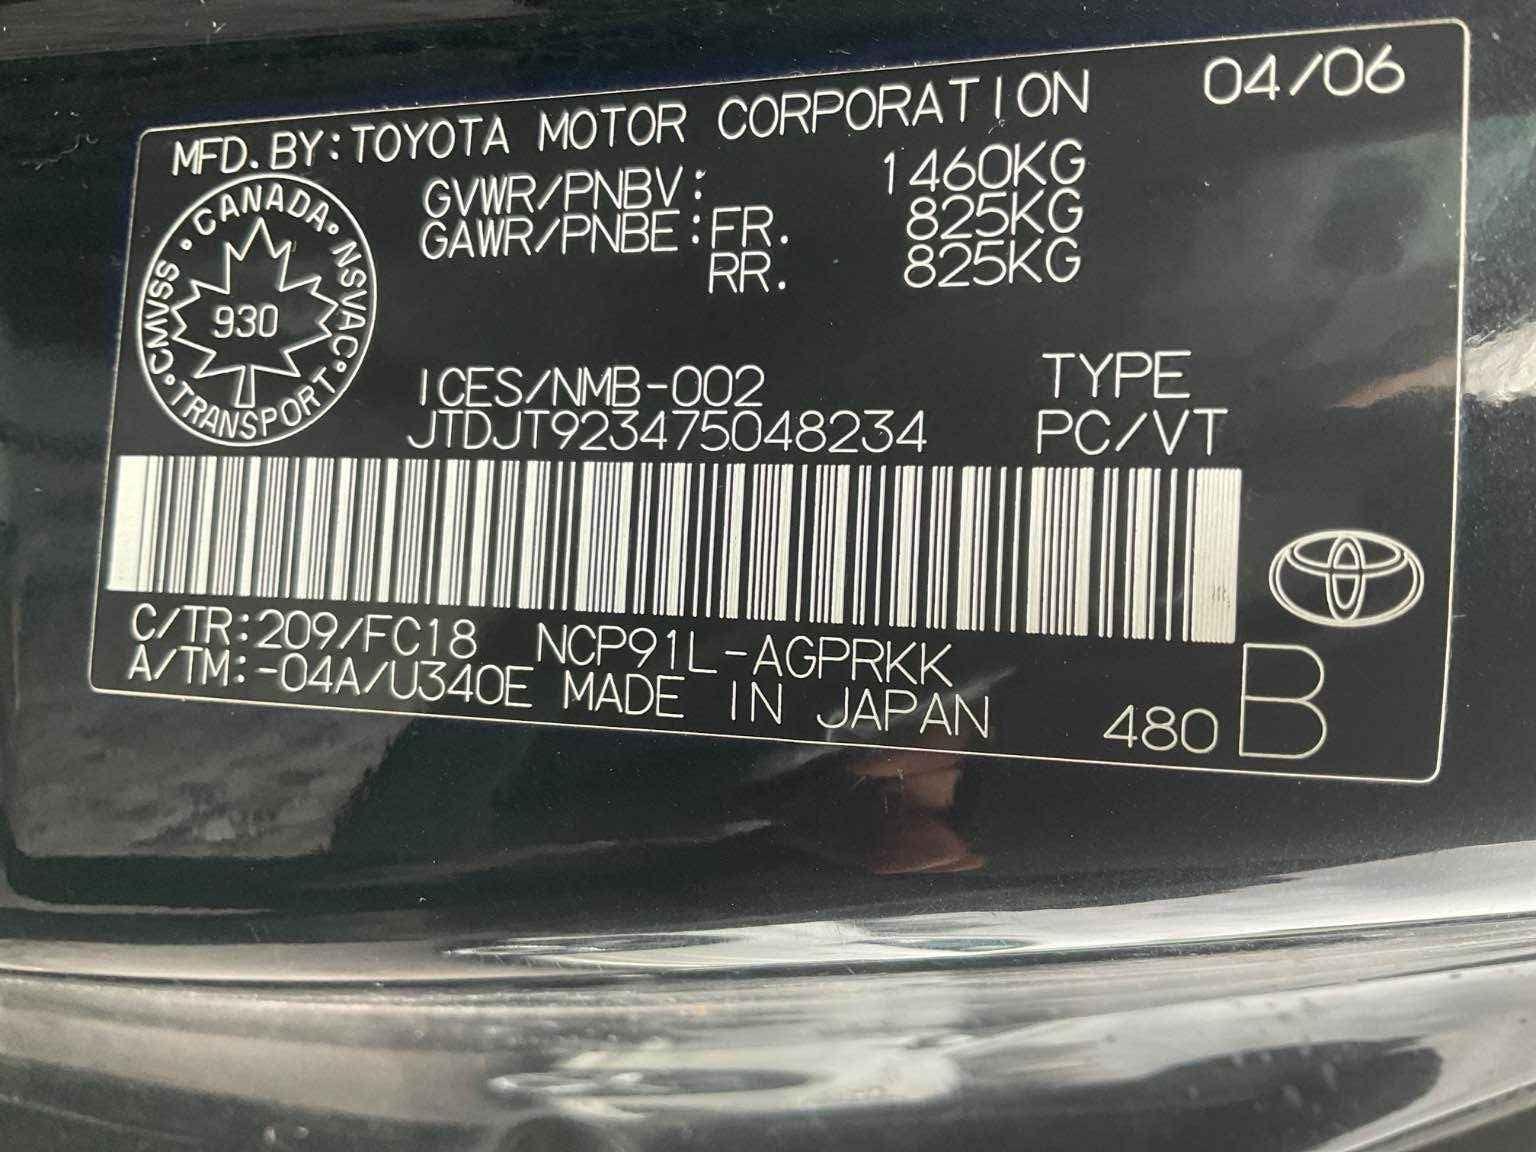 MFD. BY: TOYOTA MOTOR CORPORATION 04/06
GVWR/PNBV: 1460KG
GAWR/PNBE: FR. 825KG
RR. 825KG
CMVSS • CANADA • NSVAC • TRANSPORT •
930
ICES/NMB-002 TYPE
JTDJT923475048234 PC/VT
C/TR: 209/FC18 NCP91L-AGPRKK
A/TM: -04A/U340E MADE IN JAPAN
480 B